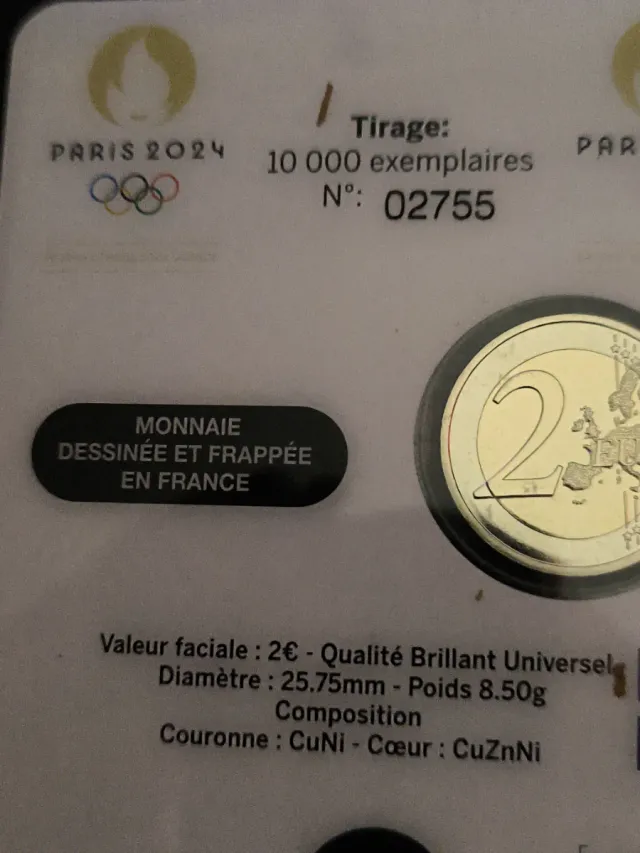 PARIS 2024
Tirage:
10 000 exemplaires
N°: 02755
PAR
MONNAIE
DESSINÉE ET FRAPPÉE
EN FRANCE
2
Valeur faciale : 2€ - Qualité Brillant Universel
Diamètre : 25.75mm - Poids 8.50g
Composition
Couronne : CuNi - Cœur : CuZnNi